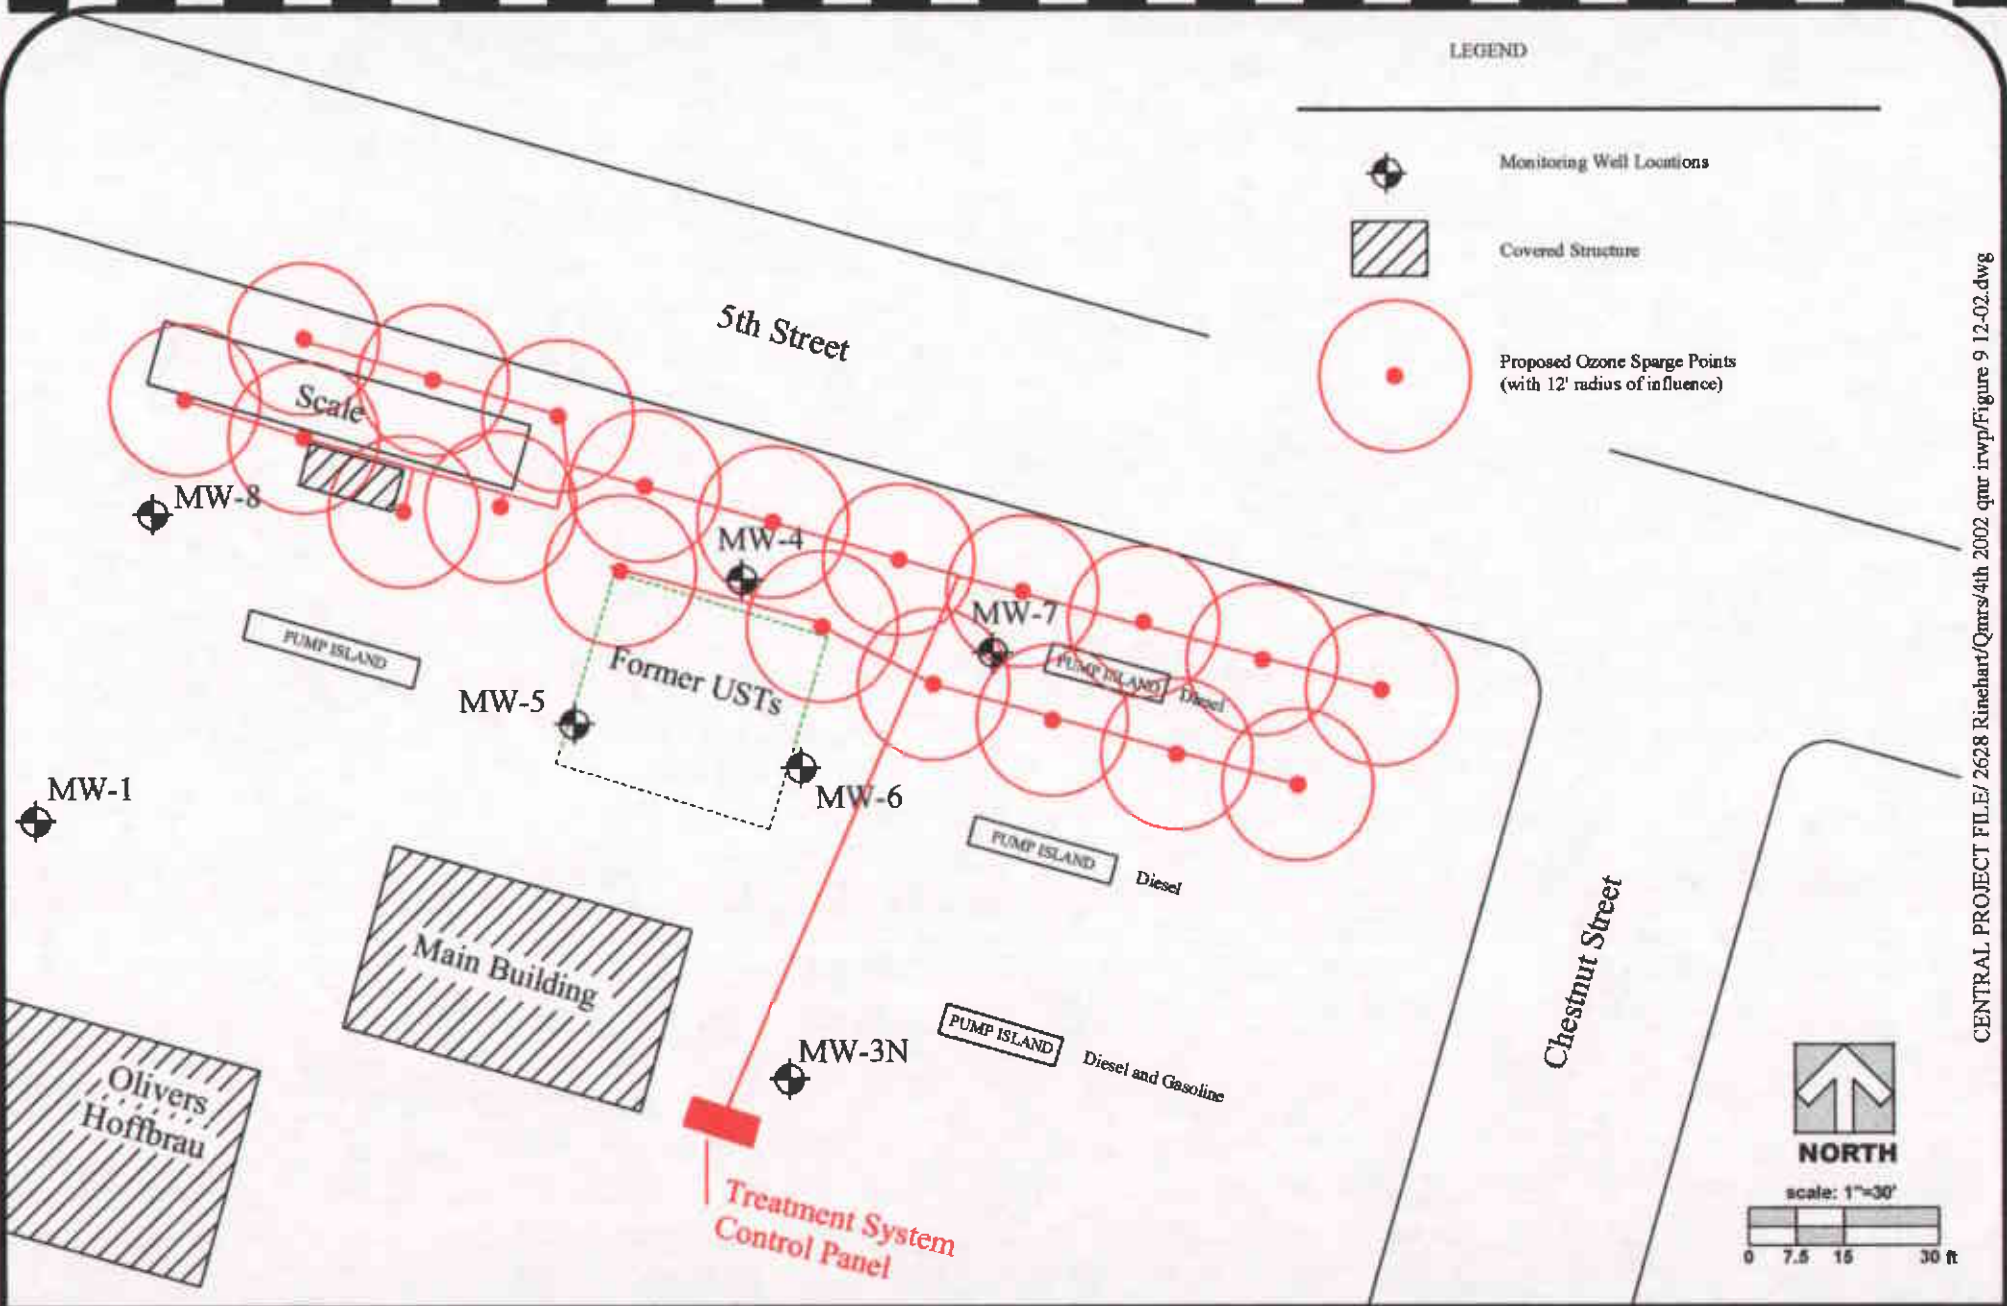 LEGEND
Monitoring Well Locations
Covered Structure
Proposed Ozone Sparge Points
(with 12' radius of influence)
5th Street
Scale
MW-8
MW-4
MW-7
PUMP ISLAND
PUMP ISLAND
Diesel
Former USTs
MW-5
MW-6
MW-1
PUMP ISLAND
Diesel
Main Building
MW-3N
PUMP ISLAND
Diesel and Gasoline
Olivers
Hoffbrau
Chestnut Street
Treatment System
Control Panel
NORTH
scale: 1"=30'
0 7.5 15 30 ft
CENTRAL PROJECT FILE/ 2628 Rinehart/Qmrs/4th 2002 qmr irwp/Figure 9 12-02.dwg